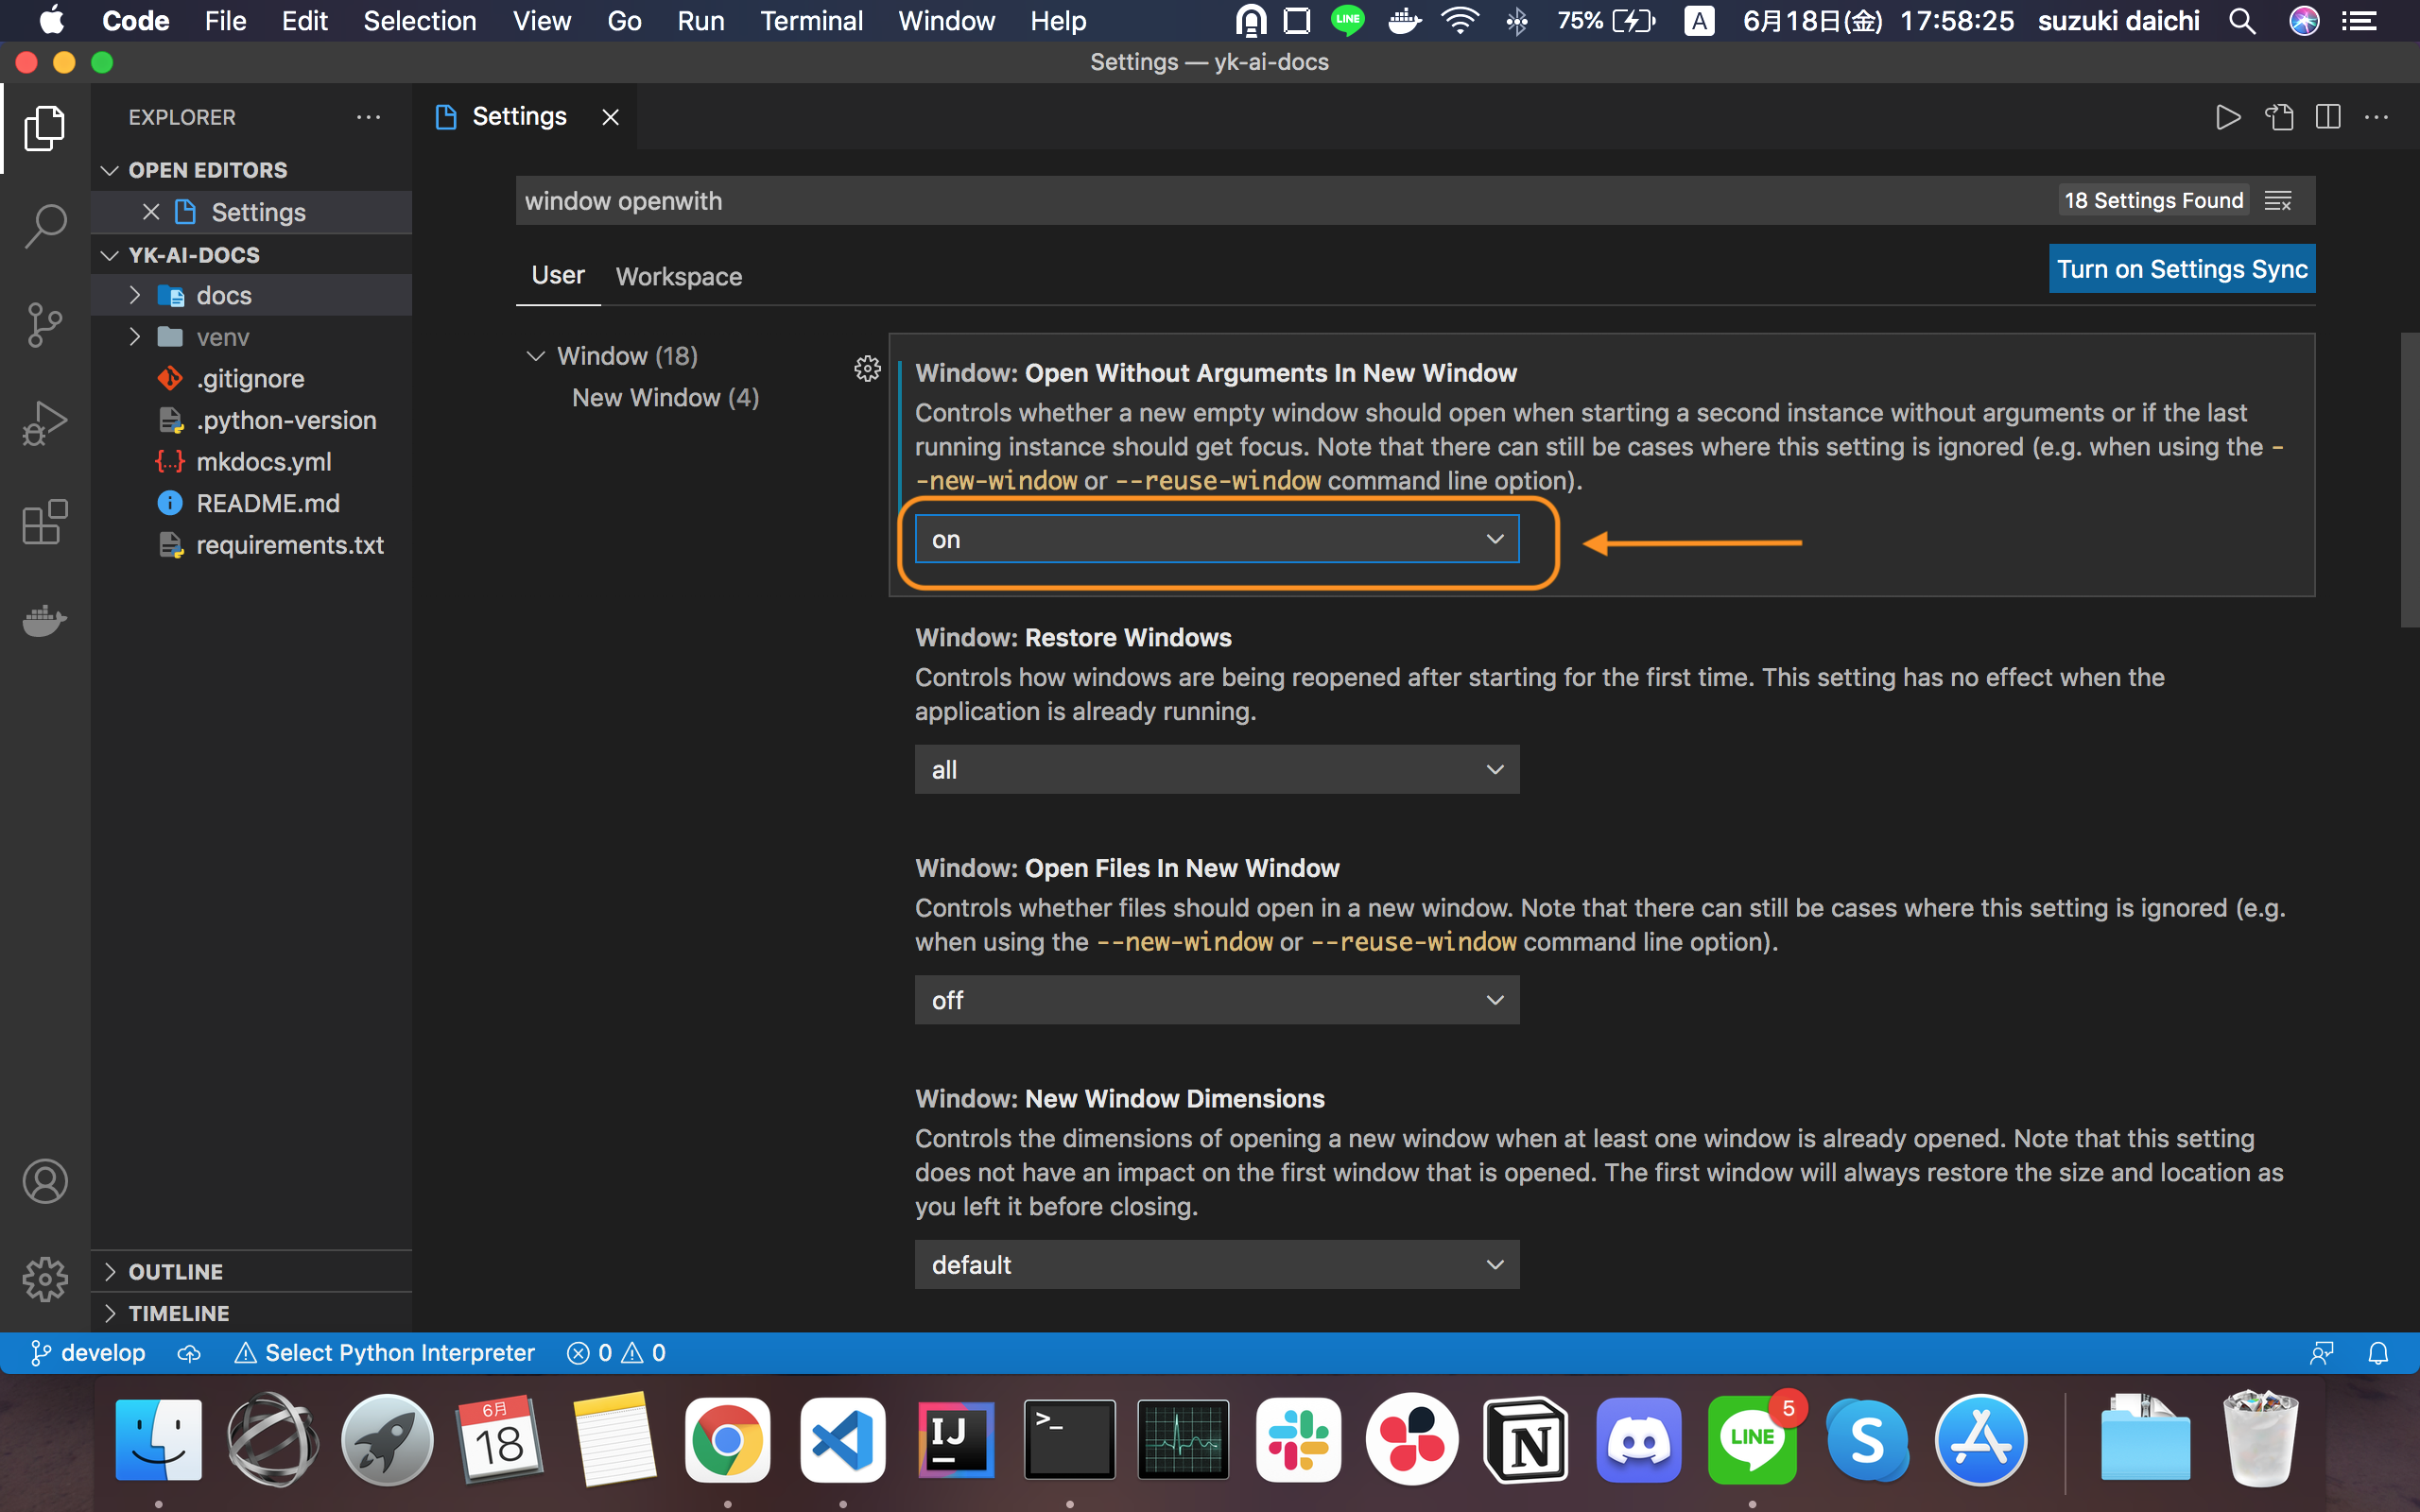 Code File Edit Selection View Go Run Terminal Window Help LINE 75% A 6月18日(金) 17:58:25 suzuki daichi
Settings — yk-ai-docs
EXPLORER
Settings
OPEN EDITORS
Settings
YK-AI-DOCS
docs
venv
.gitignore
.python-version
mkdocs.yml
README.md
requirements.txt
OUTLINE
TIMELINE
window openwith
18 Settings Found
User
Workspace
Turn on Settings Sync
Window (18)
New Window (4)
Window: Open Without Arguments In New Window
Controls whether a new empty window should open when starting a second instance without arguments or if the last
running instance should get focus. Note that there can still be cases where this setting is ignored (e.g. when using the -
-new-window or --reuse-window command line option).
on
Window: Restore Windows
Controls how windows are being reopened after starting for the first time. This setting has no effect when the
application is already running.
all
Window: Open Files In New Window
Controls whether files should open in a new window. Note that there can still be cases where this setting is ignored (e.g.
when using the --new-window or --reuse-window command line option).
off
Window: New Window Dimensions
Controls the dimensions of opening a new window when at least one window is already opened. Note that this setting
does not have an impact on the first window that is opened. The first window will always restore the size and location as
you left it before closing.
default
develop Select Python Interpreter 0 0
6月
18
IJ
>_
N
LINE
5
S